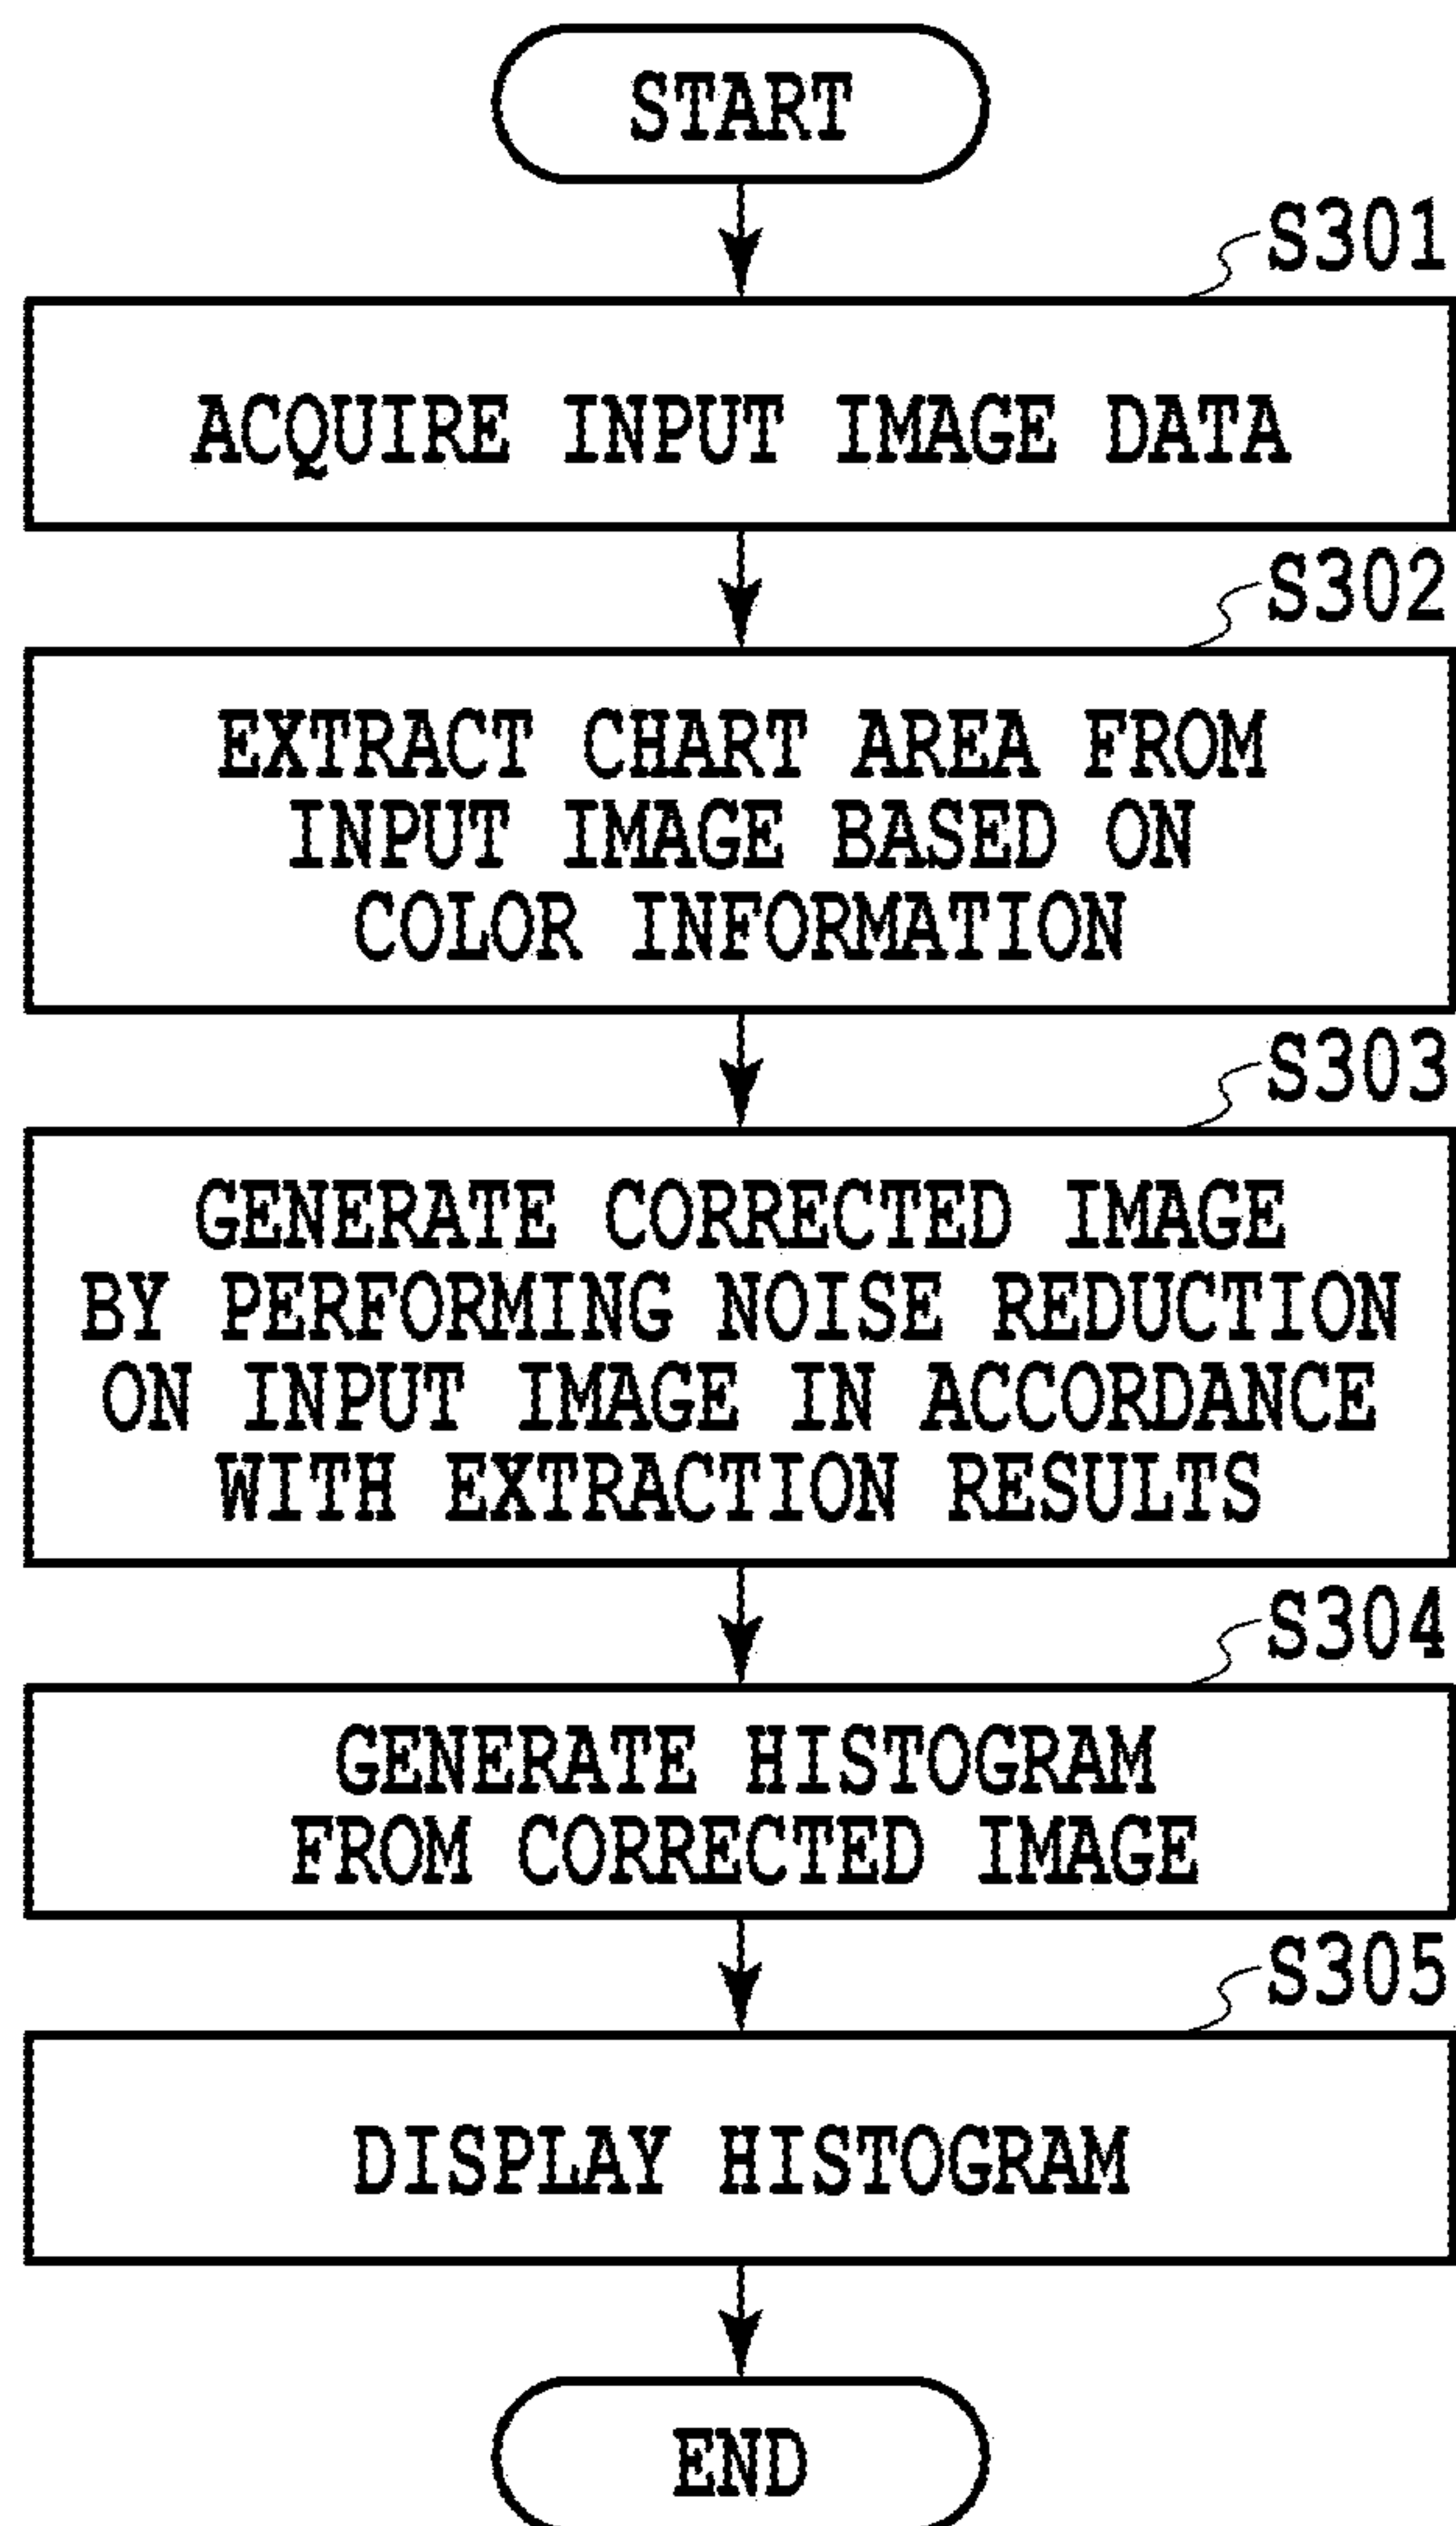 START
S301
ACQUIRE INPUT IMAGE DATA
S302
EXTRACT CHART AREA FROM
INPUT IMAGE BASED ON
COLOR INFORMATION
S303
GENERATE CORRECTED IMAGE
BY PERFORMING NOISE REDUCTION
ON INPUT IMAGE IN ACCORDANCE
WITH EXTRACTION RESULTS
S304
GENERATE HISTOGRAM
FROM CORRECTED IMAGE
S305
DISPLAY HISTOGRAM
END